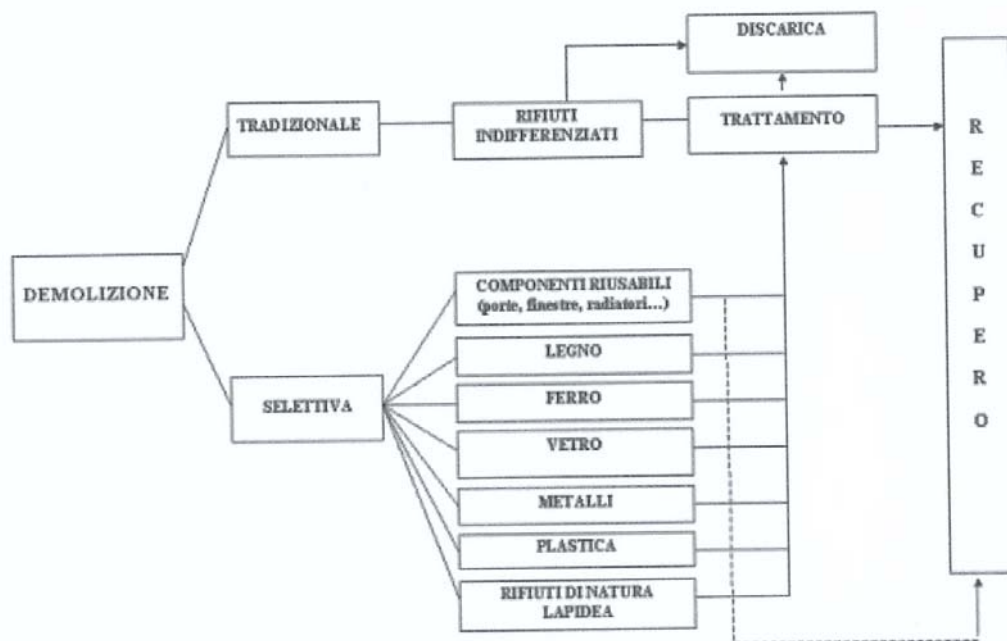 DISCARICA
TRADIZIONALE
RIFIUTI
INDIFFERENZIATI
TRATTAMENTO
RECUPERO
DEMOLIZIONE
COMPONENTI RIUSABILI
(porte, finestre, radiatori...)
LEGNO
SELETTIVA
FERRO
VETRO
METALLI
PLASTICA
RIFIUTI DI NATURA
LAPIDEA